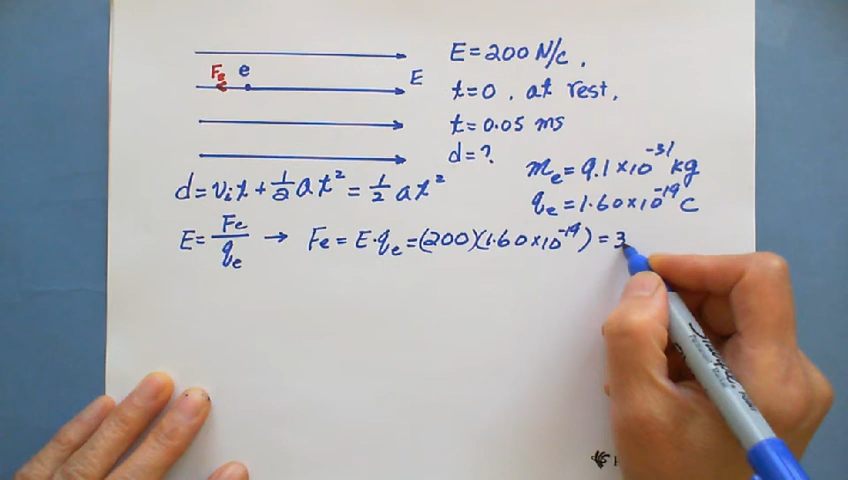 E=200 N/c.
Fe e
E
t=0. at rest.
t=0.05 ms
d=?
me=9.1×10^-31 kg
d=vit+1/2at²=1/2at²
qe=1.60×10^-19 C
E=Fe/qe → Fe=E·qe=(200)(1.60×10^-19)=3